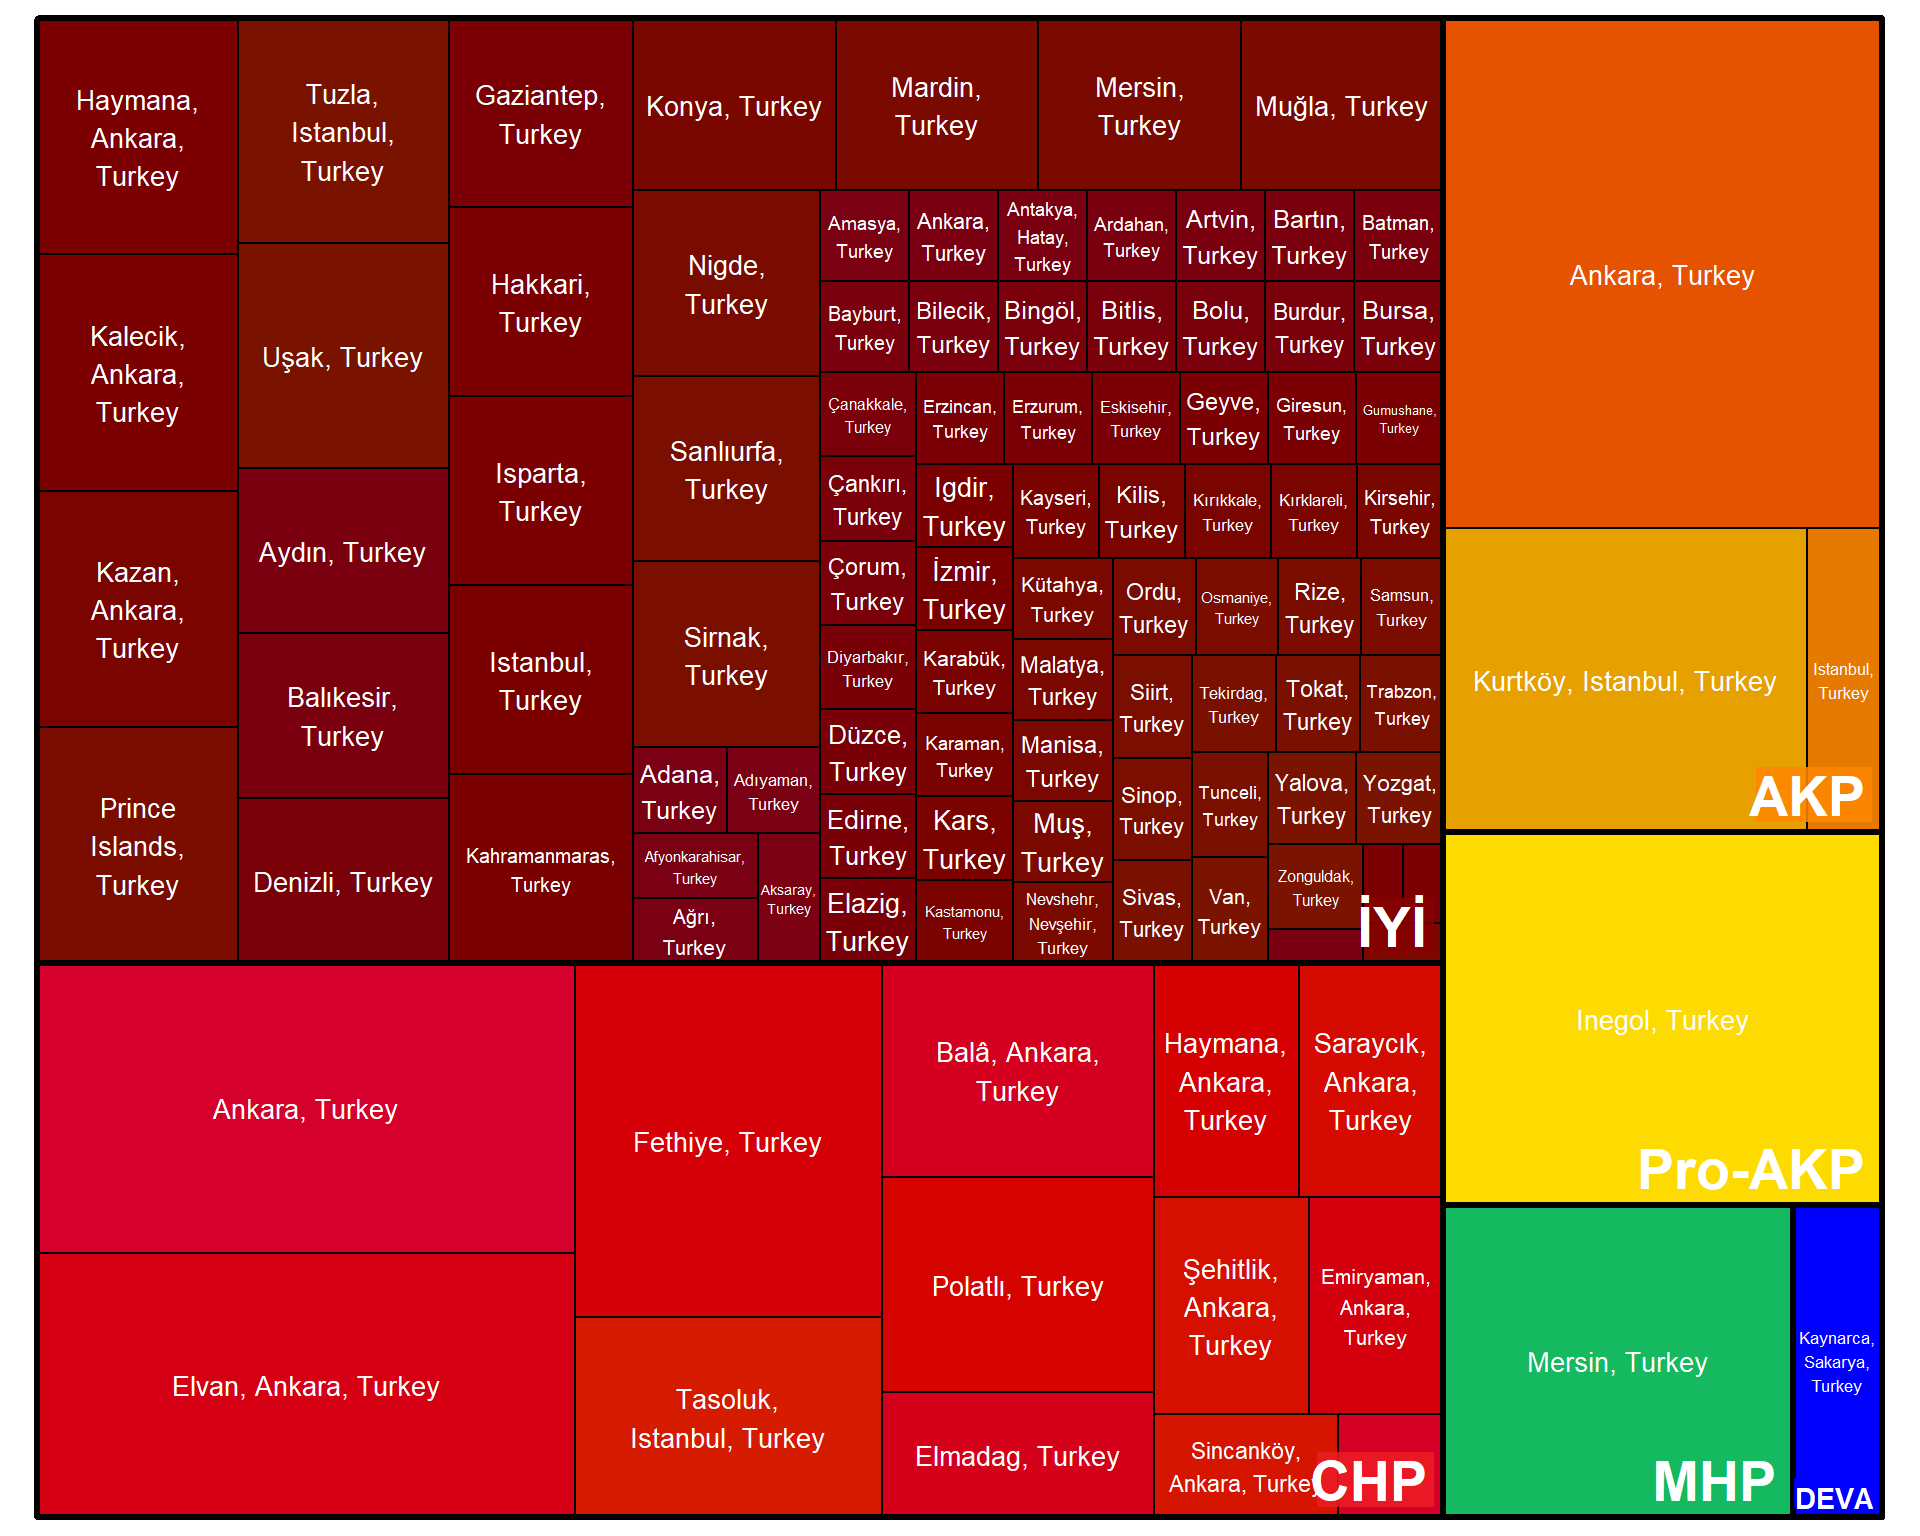 Haymana,
Ankara,
Turkey
Kalecik,
Ankara,
Turkey
Kazan,
Ankara,
Turkey
Prince
Islands,
Turkey
Tuzla,
Istanbul,
Turkey
Uşak, Turkey
Aydın, Turkey
Balıkesir,
Turkey
Denizli, Turkey
Gaziantep,
Turkey
Hakkari,
Turkey
Isparta,
Turkey
Istanbul,
Turkey
Kahramanmaras,
Turkey
Konya, Turkey
Mardin,
Turkey
Mersin,
Turkey
Muğla, Turkey
Nigde,
Turkey
Sanlıurfa,
Turkey
Sirnak,
Turkey
Adana,
Turkey
Adıyaman,
Turkey
Afyonkarahisar,
Turkey
Ağrı,
Turkey
Aksaray,
Turkey
Amasya,
Turkey
Ankara,
Turkey
Antakya,
Hatay,
Turkey
Ardahan,
Turkey
Artvin,
Turkey
Bartın,
Turkey
Batman,
Turkey
Bayburt,
Turkey
Bilecik,
Turkey
Bingöl,
Turkey
Bitlis,
Turkey
Bolu,
Turkey
Burdur,
Turkey
Bursa,
Turkey
Çanakkale,
Turkey
Çankırı,
Turkey
Çorum,
Turkey
Diyarbakır,
Turkey
Düzce,
Turkey
Edirne,
Turkey
Elazig,
Turkey
Erzincan,
Turkey
Erzurum,
Turkey
Eskisehir,
Turkey
Geyve,
Turkey
Giresun,
Turkey
Gumushane,
Turkey
Igdir,
Turkey
İzmir,
Turkey
Karabük,
Turkey
Karaman,
Turkey
Kars,
Turkey
Kastamonu,
Turkey
Kayseri,
Turkey
Kilis,
Turkey
Kırıkkale,
Turkey
Kırklareli,
Turkey
Kirsehir,
Turkey
Kütahya,
Turkey
Malatya,
Turkey
Manisa,
Turkey
Muş,
Turkey
Nevshehr,
Nevşehir,
Turkey
Ordu,
Turkey
Osmaniye,
Turkey
Rize,
Turkey
Samsun,
Turkey
Siirt,
Turkey
Sinop,
Turkey
Sivas,
Turkey
Tekirdag,
Turkey
Tokat,
Turkey
Trabzon,
Turkey
Tunceli,
Turkey
Van,
Turkey
Yalova,
Turkey
Yozgat,
Turkey
Zonguldak,
Turkey
İYİ
Ankara, Turkey
Elvan, Ankara, Turkey
Fethiye, Turkey
Tasoluk,
Istanbul, Turkey
Balâ, Ankara,
Turkey
Polatlı, Turkey
Elmadag, Turkey
Haymana,
Ankara,
Turkey
Saraycık,
Ankara,
Turkey
Şehitlik,
Ankara,
Turkey
Emiryaman,
Ankara,
Turkey
Sincanköy,
Ankara, Turkey
CHP
Ankara, Turkey
Kurtköy, Istanbul, Turkey
Istanbul,
Turkey
AKP
Inegol, Turkey
Pro-AKP
Mersin, Turkey
MHP
Kaynarca,
Sakarya,
Turkey
DEVA